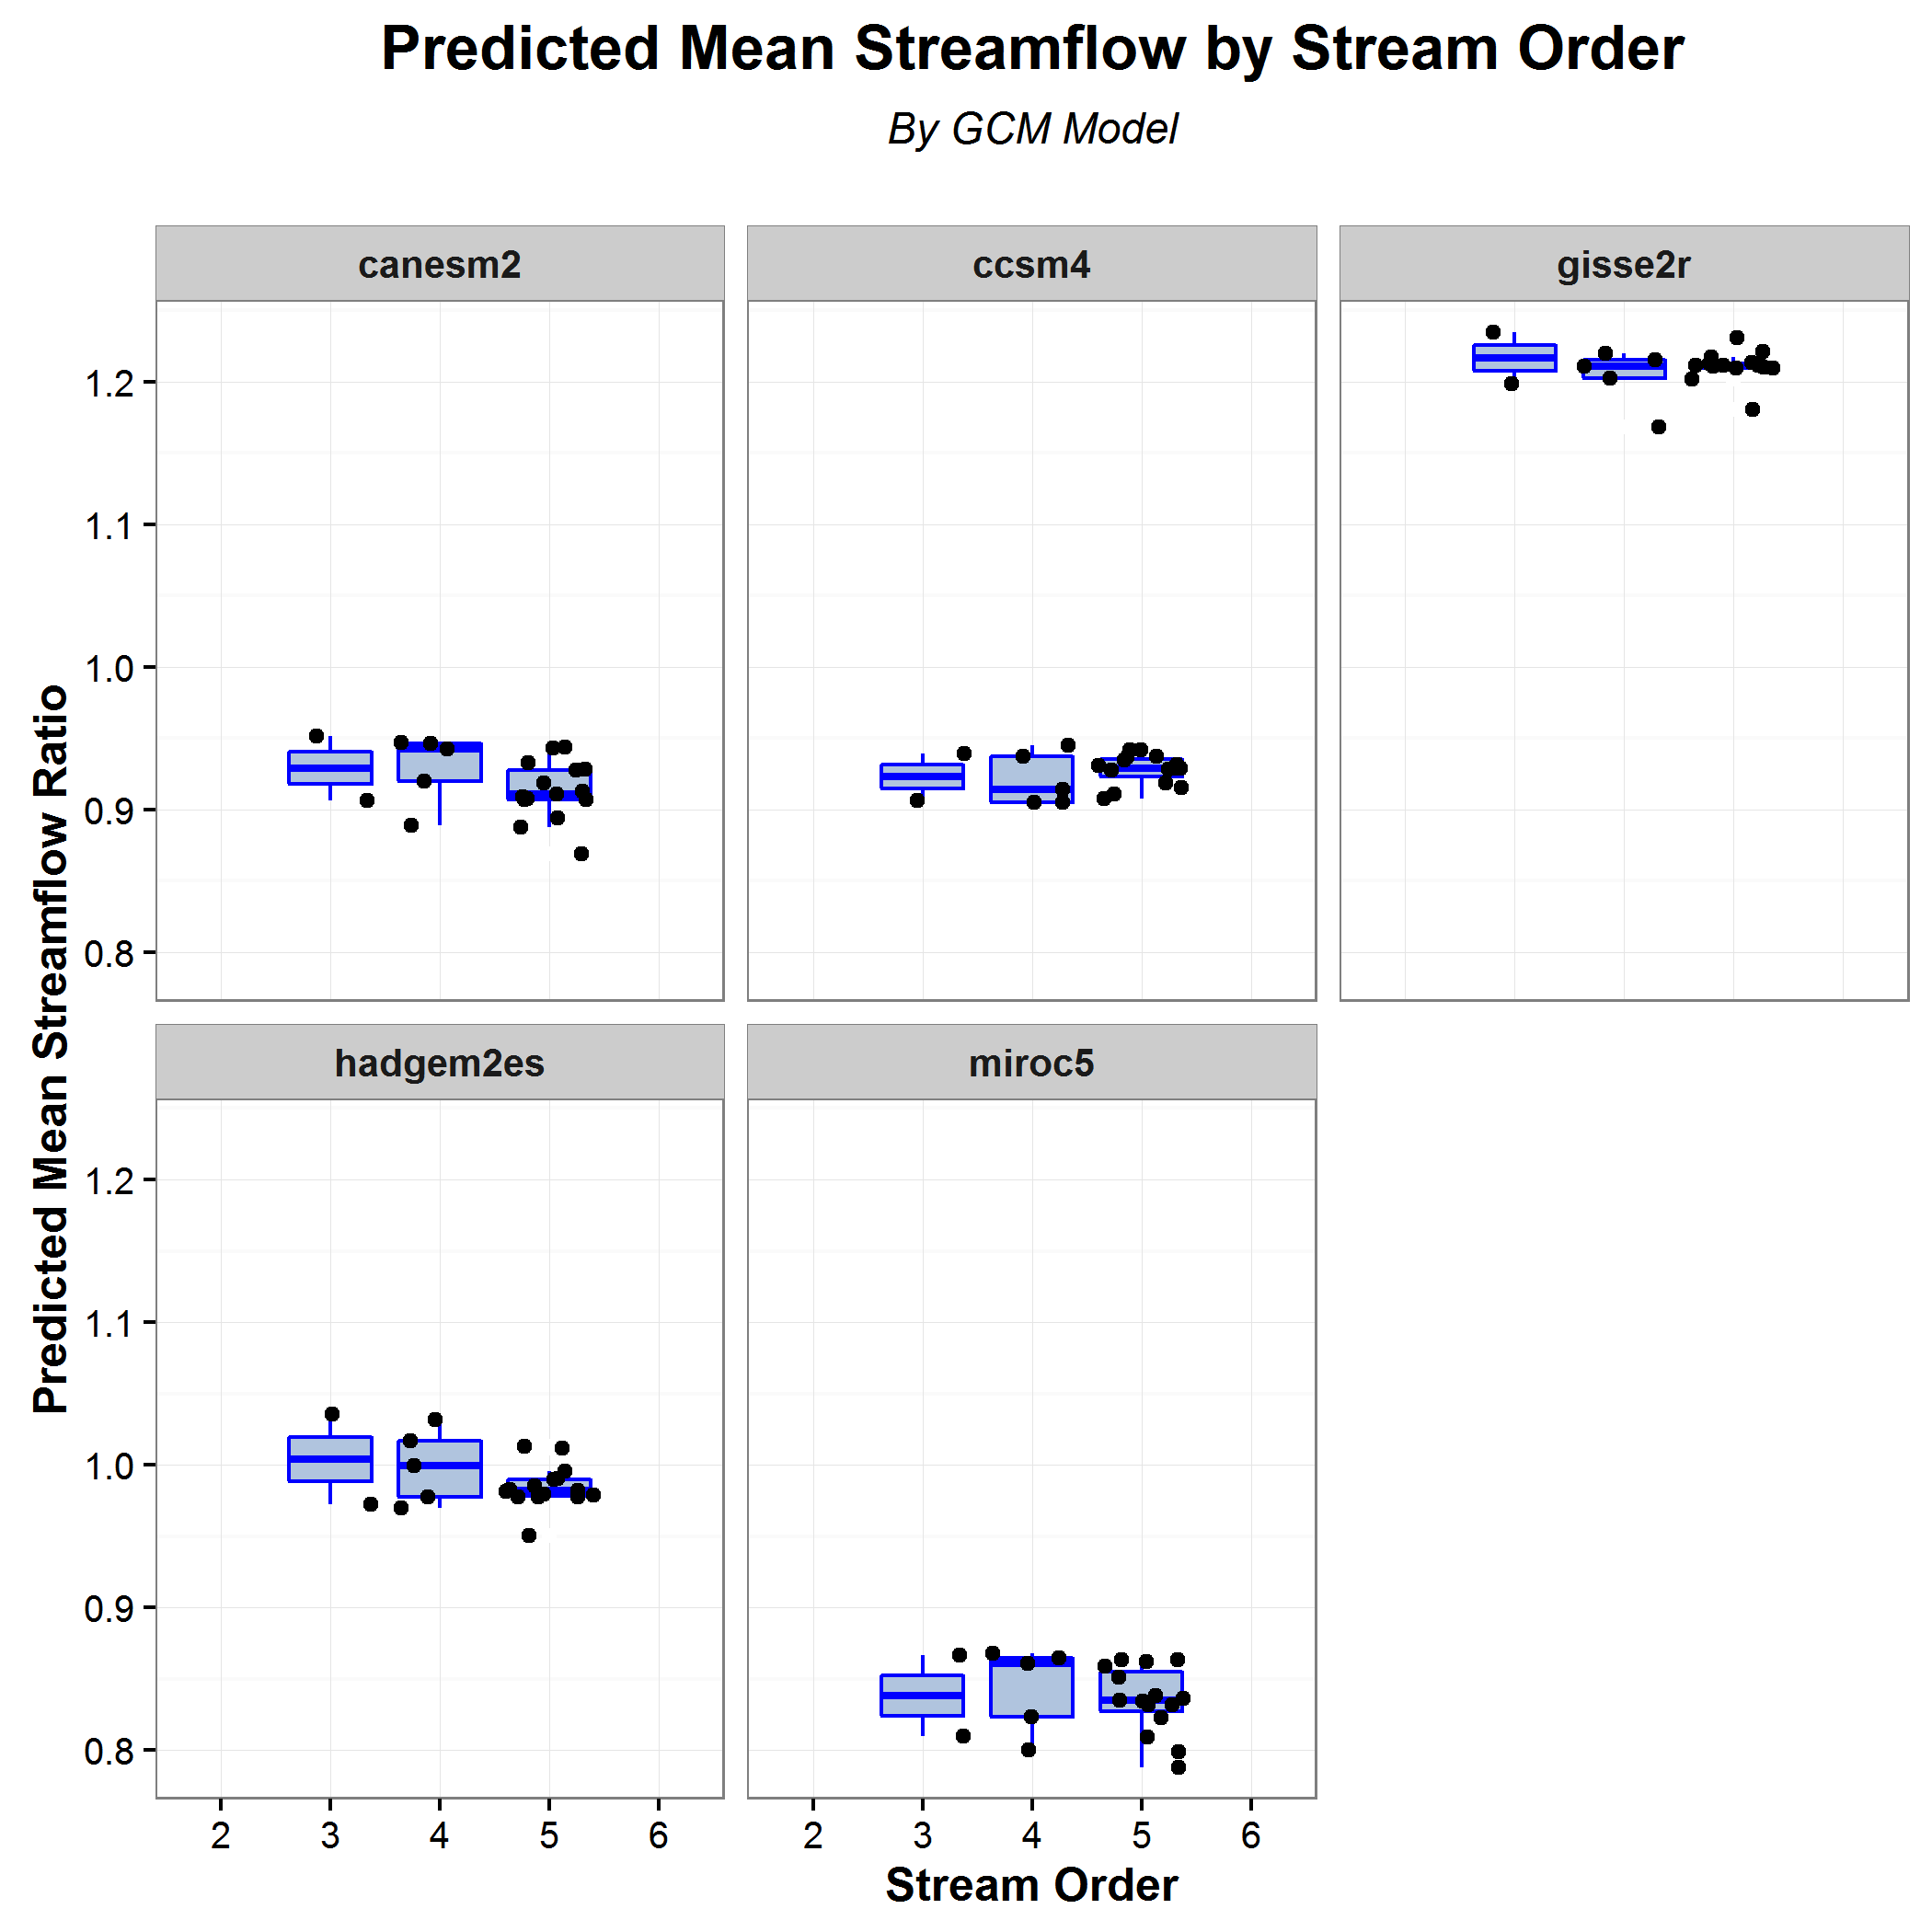 Predicted Mean Streamflow by Stream Order
By GCM Model
canesm2
ccsm4
gisse2r
1.2
1.1
1.0
0.9
0.8
Predicted Mean Streamflow Ratio
hadgem2es
miroc5
1.2
1.1
1.0
0.9
0.8
2 3 4 5 6
2 3 4 5 6
Stream Order